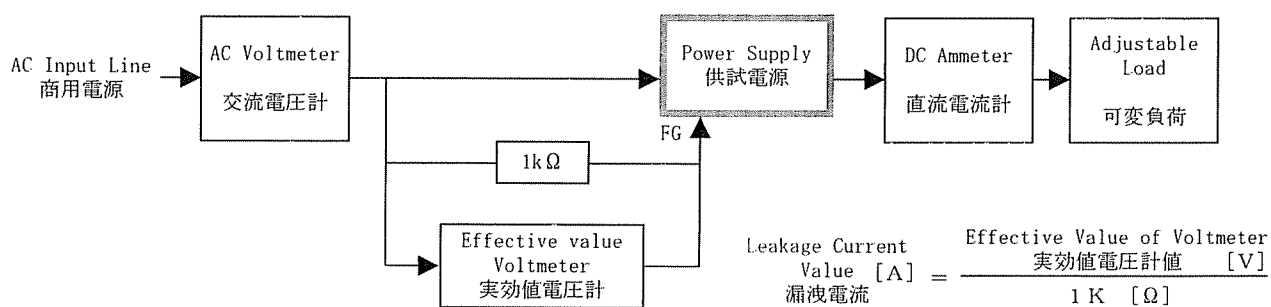 AC Input Line
商用電源
AC Voltmeter
交流電圧計
Power Supply
供試電源
DC Ammeter
直流電流計
Adjustable
Load
可変負荷
FG
1kΩ
Effective value
Voltmeter
実効値電圧計
Leakage Current
Value [A] =
漏洩電流
Effective Value of Voltmeter
実効値電圧計値 [V]
1 K [Ω]